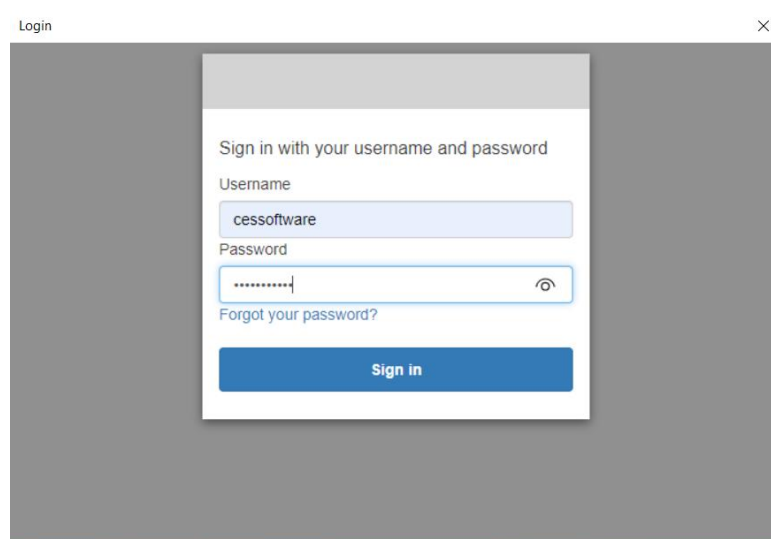 Login
Sign in with your username and password
Username
cessoftware
Password
•••••••••••
Forgot your password?
Sign in